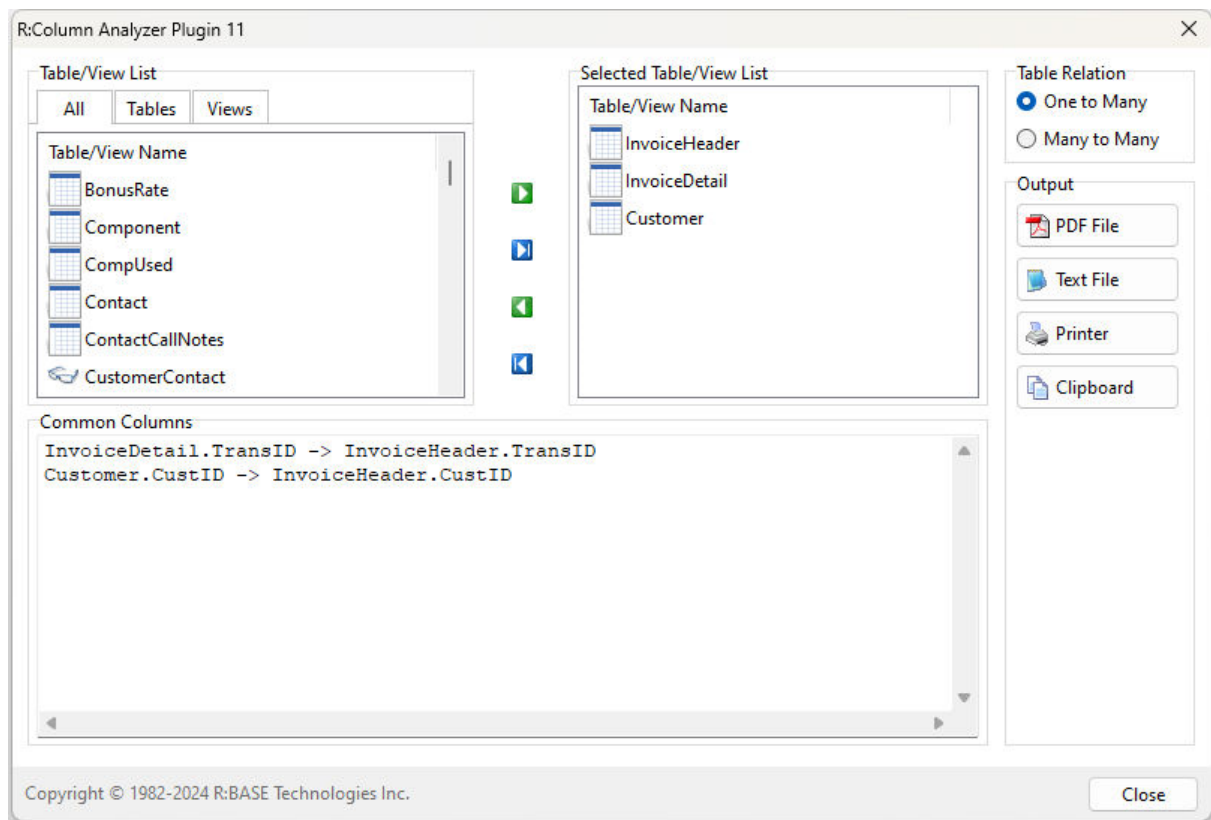 R:Column Analyzer Plugin 11
Table/View List
All Tables Views
Table/View Name
BonusRate
Component
CompUsed
Contact
ContactCallNotes
CustomerContact
Selected Table/View List
Table/View Name
InvoiceHeader
InvoiceDetail
Customer
Table Relation
One to Many
Many to Many
Output
PDF File
Text File
Printer
Clipboard
Common Columns
InvoiceDetail.TransID -> InvoiceHeader.TransID
Customer.CustID -> InvoiceHeader.CustID
Copyright © 1982-2024 R:BASE Technologies Inc.
Close